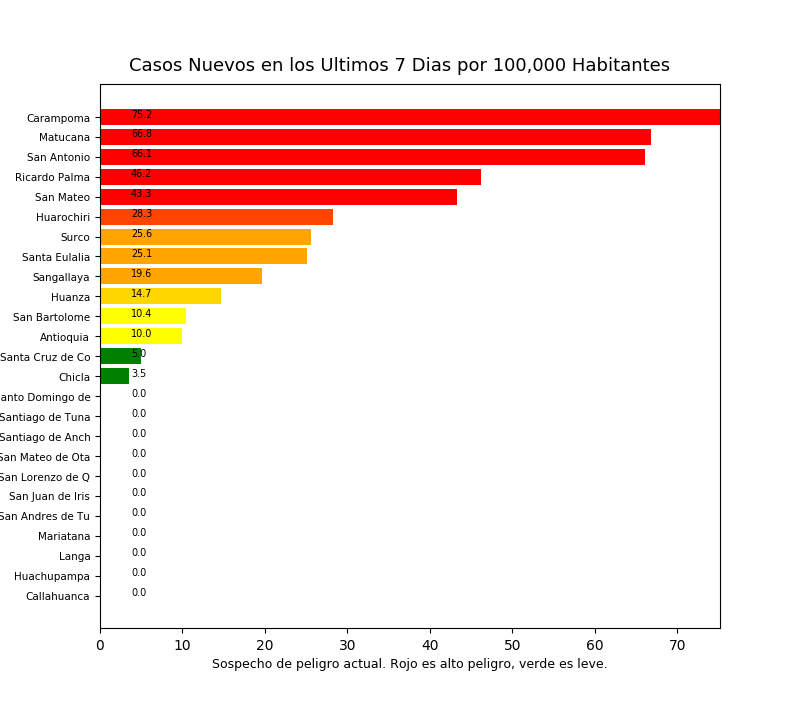 Casos Nuevos en los Ultimos 7 Dias por 100,000 Habitantes
Carampoma 75.2
Matucana 66.8
San Antonio 66.1
Ricardo Palma 46.2
San Mateo 43.3
Huarochiri 28.3
Surco 25.6
Santa Eulalia 25.1
Sangallaya 19.6
Huanza 14.7
San Bartolome 10.4
Antioquia 10.0
Santa Cruz de Co 5.0
Chicla 3.5
anto Domingo de 0.0
Santiago de Tuna 0.0
Santiago de Anch 0.0
San Mateo de Ota 0.0
San Lorenzo de Q 0.0
San Juan de Iris 0.0
San Andres de Tu 0.0
Mariatana 0.0
Langa 0.0
Huachupampa 0.0
Callahuanca 0.0
0 10 20 30 40 50 60 70
Sospecho de peligro actual. Rojo es alto peligro, verde es leve.